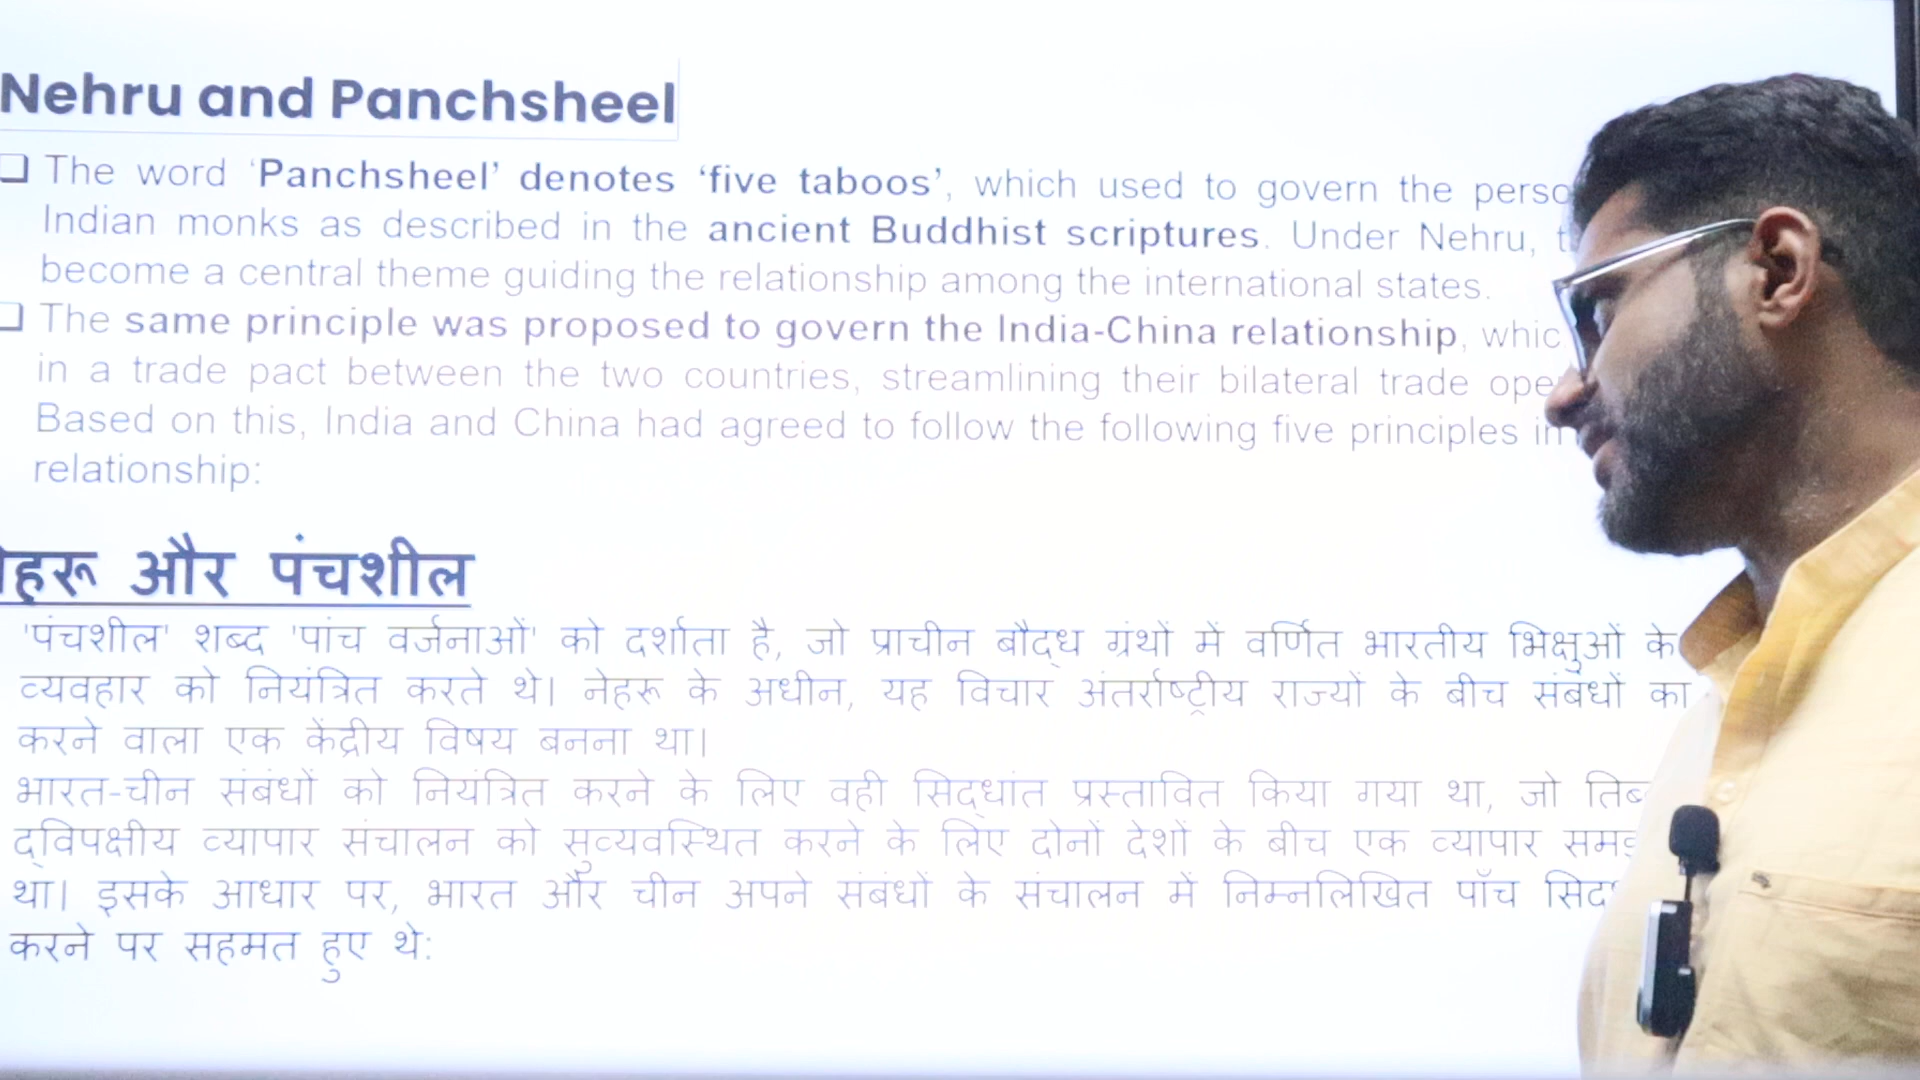 Nehru and Panchsheel
The word ‘Panchsheel’ denotes ‘five taboos’, which used to govern the
Indian monks as described in the ancient Buddhist scriptures. Under Nehru,
become a central theme guiding the relationship among the international states.
The same principle was proposed to govern the India-China relationship,
in a trade pact between the two countries, streamlining their bilateral trade
Based on this, India and China had agreed to follow the following five principles in
relationship:
और पंचशील
'पंचशील' शब्द 'पांच वर्जनाओं' को दर्शाता है, जो प्राचीन बौद्ध ग्रंथों में वर्णित भारतीय भिक्षुओं के
व्यवहार को नियंत्रित करते थे। नेहरू के अधीन, यह विचार अंतर्राष्ट्रीय राज्यों के बीच संबंधों का
करने वाला एक केंद्रीय विषय बनना था।
भारत-चीन संबंधों को नियंत्रित करने के लिए वही सिद्धांत प्रस्तावित किया गया था, जो
द्विपक्षीय व्यापार संचालन को सुव्यवस्थित करने के लिए दोनों देशों के बीच एक व्यापार
था। इसके आधार पर, भारत और चीन अपने संबंधों के संचालन में निम्नलिखित पाँच
करने पर सहमत हुए थे: